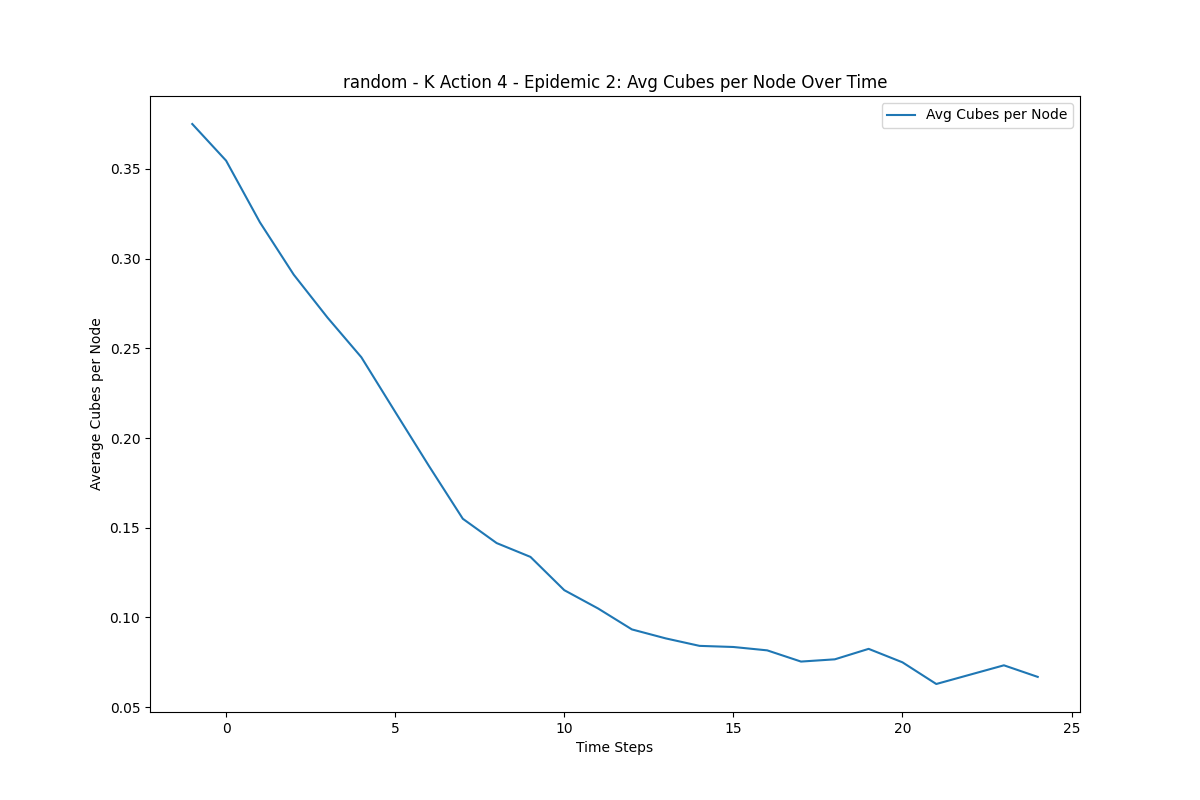 random - K Action 4 - Epidemic 2: Avg Cubes per Node Over Time
Avg Cubes per Node
Average Cubes per Node
0.35
0.30
0.25
0.20
0.15
0.10
0.05
0 5 10 15 20 25
Time Steps